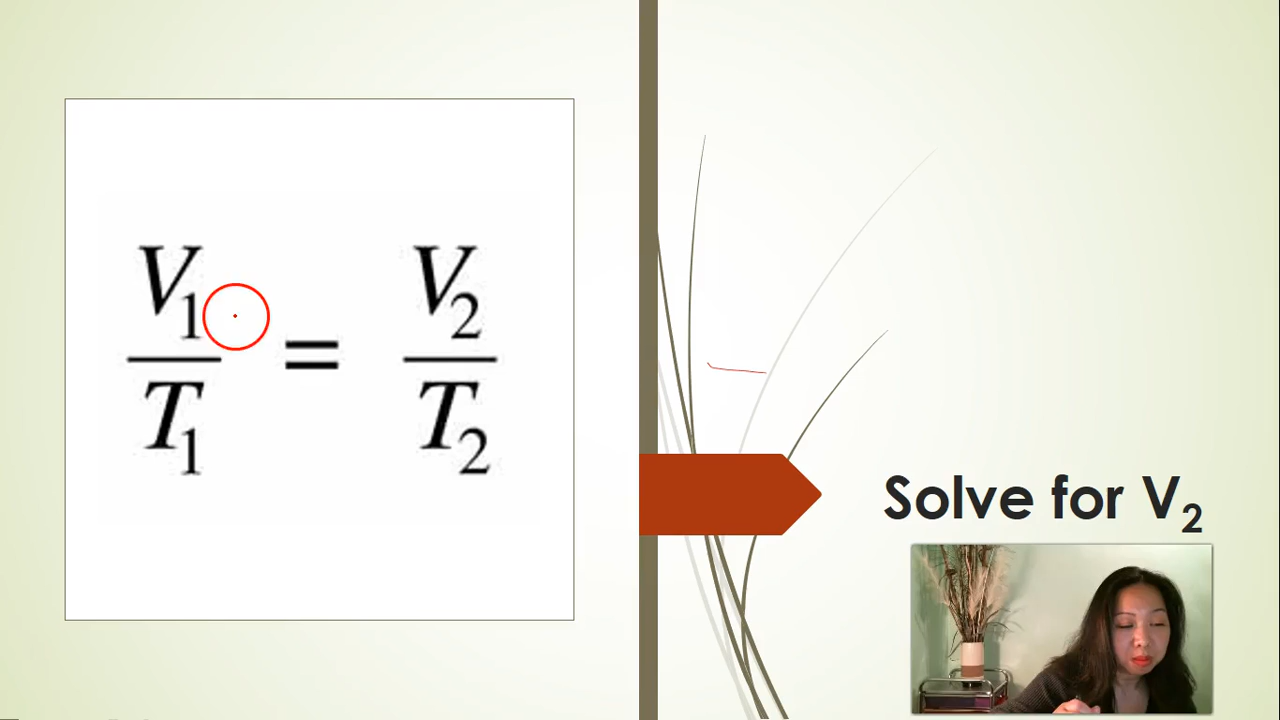 V₁ / T₁ = V₂ / T₂
Solve for V₂